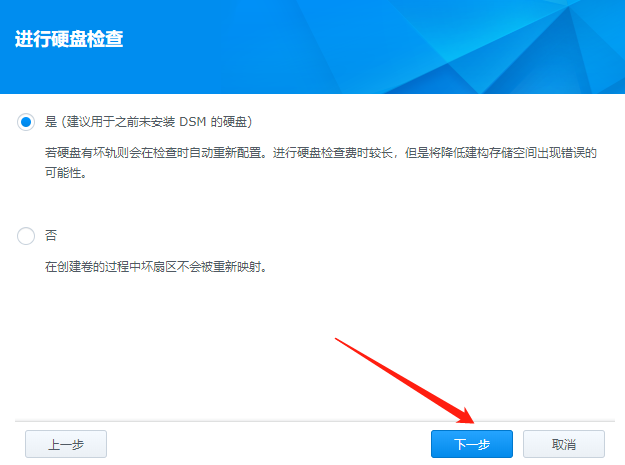 进行硬盘检查
是 (建议用于之前未安装 DSM 的硬盘)
若硬盘有坏轨则会在检查时自动重新配置。进行硬盘检查费时较长，但是将降低建构存储空间出现错误的
可能性。
否
在创建卷的过程中坏扇区不会被重新映射。
上一步
下一步
取消